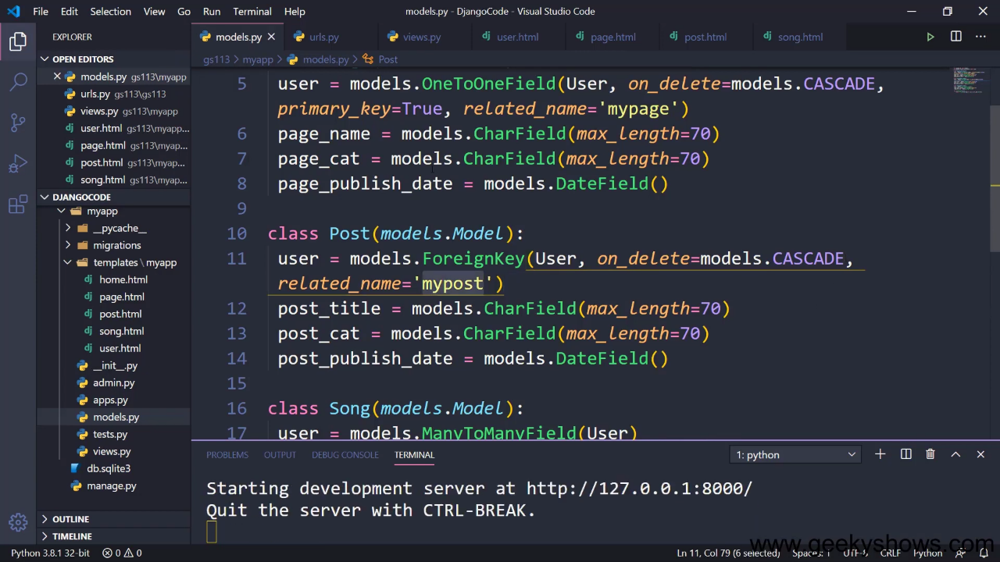 File Edit Selection View Go Run Terminal Help models.py - DjangoCode - Visual Studio Code
EXPLORER
OPEN EDITORS
models.py gs113\myapp
urls.py gs113\gs113
views.py gs113\myapp
user.html gs113\myapp...
page.html gs113\myap...
post.html gs113\myap...
song.html gs113\myap...
DJANGOCODE
myapp
__pycache__
migrations
templates \ myapp
home.html
page.html
post.html
song.html
user.html
__init__.py
admin.py
apps.py
models.py
tests.py
views.py
db.sqlite3
manage.py
OUTLINE
TIMELINE
models.py urls.py views.py user.html page.html post.html song.html
gs113 > myapp > models.py > Post
5 user = models.OneToOneField(User, on_delete=models.CASCADE,
primary_key=True, related_name='mypage')
6 page_name = models.CharField(max_length=70)
7 page_cat = models.CharField(max_length=70)
8 page_publish_date = models.DateField()
9
10 class Post(models.Model):
11 user = models.ForeignKey(User, on_delete=models.CASCADE,
related_name='mypost')
12 post_title = models.CharField(max_length=70)
13 post_cat = models.CharField(max_length=70)
14 post_publish_date = models.DateField()
15
16 class Song(models.Model):
17 user = models.ManyToManyField(User)
PROBLEMS OUTPUT DEBUG CONSOLE TERMINAL 1: python
Starting development server at http://127.0.0.1:8000/
Quit the server with CTRL-BREAK.
www.geekyshows.com
Python 3.8.1 32-bit 0 0 Ln 11, Col 79 (6 selected) Spaces: 1 UTF-8 CRLF Python